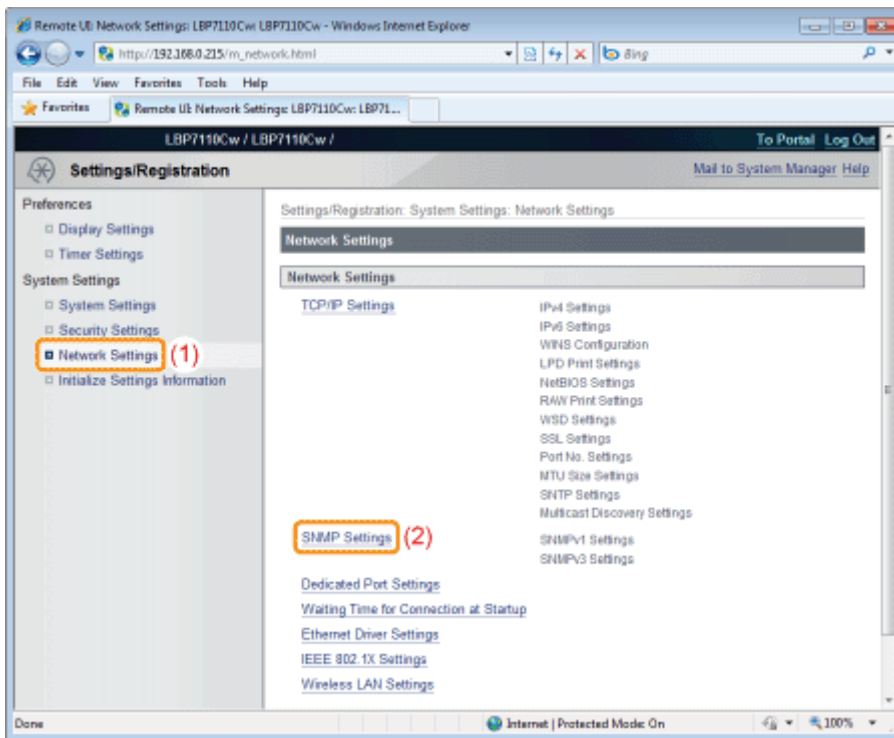 Remote UI: Network Settings: LBP7110Cw: LBP7110Cw - Windows Internet Explorer
http://192.168.0.215/m_network.html
Bing
File Edit View Favorites Tools Help
Favorites Remote UI: Network Settings: LBP7110Cw: LBP71...
LBP7110Cw / LBP7110Cw /
To Portal Log Out
Settings/Registration
Mail to System Manager Help
Preferences
Display Settings
Timer Settings
System Settings
System Settings
Security Settings
Network Settings (1)
Initialize Settings Information
Settings/Registration: System Settings: Network Settings
Network Settings
Network Settings
TCP/IP Settings
IPv4 Settings
IPv6 Settings
WINS Configuration
LPD Print Settings
NetBIOS Settings
RAW Print Settings
WSD Settings
SSL Settings
Port No. Settings
MTU Size Settings
SNTP Settings
Multicast Discovery Settings
SNMP Settings (2)
SNMPv1 Settings
SNMPv3 Settings
Dedicated Port Settings
Waiting Time for Connection at Startup
Ethernet Driver Settings
IEEE 802.1X Settings
Wireless LAN Settings
Done
Internet | Protected Mode: On
100%